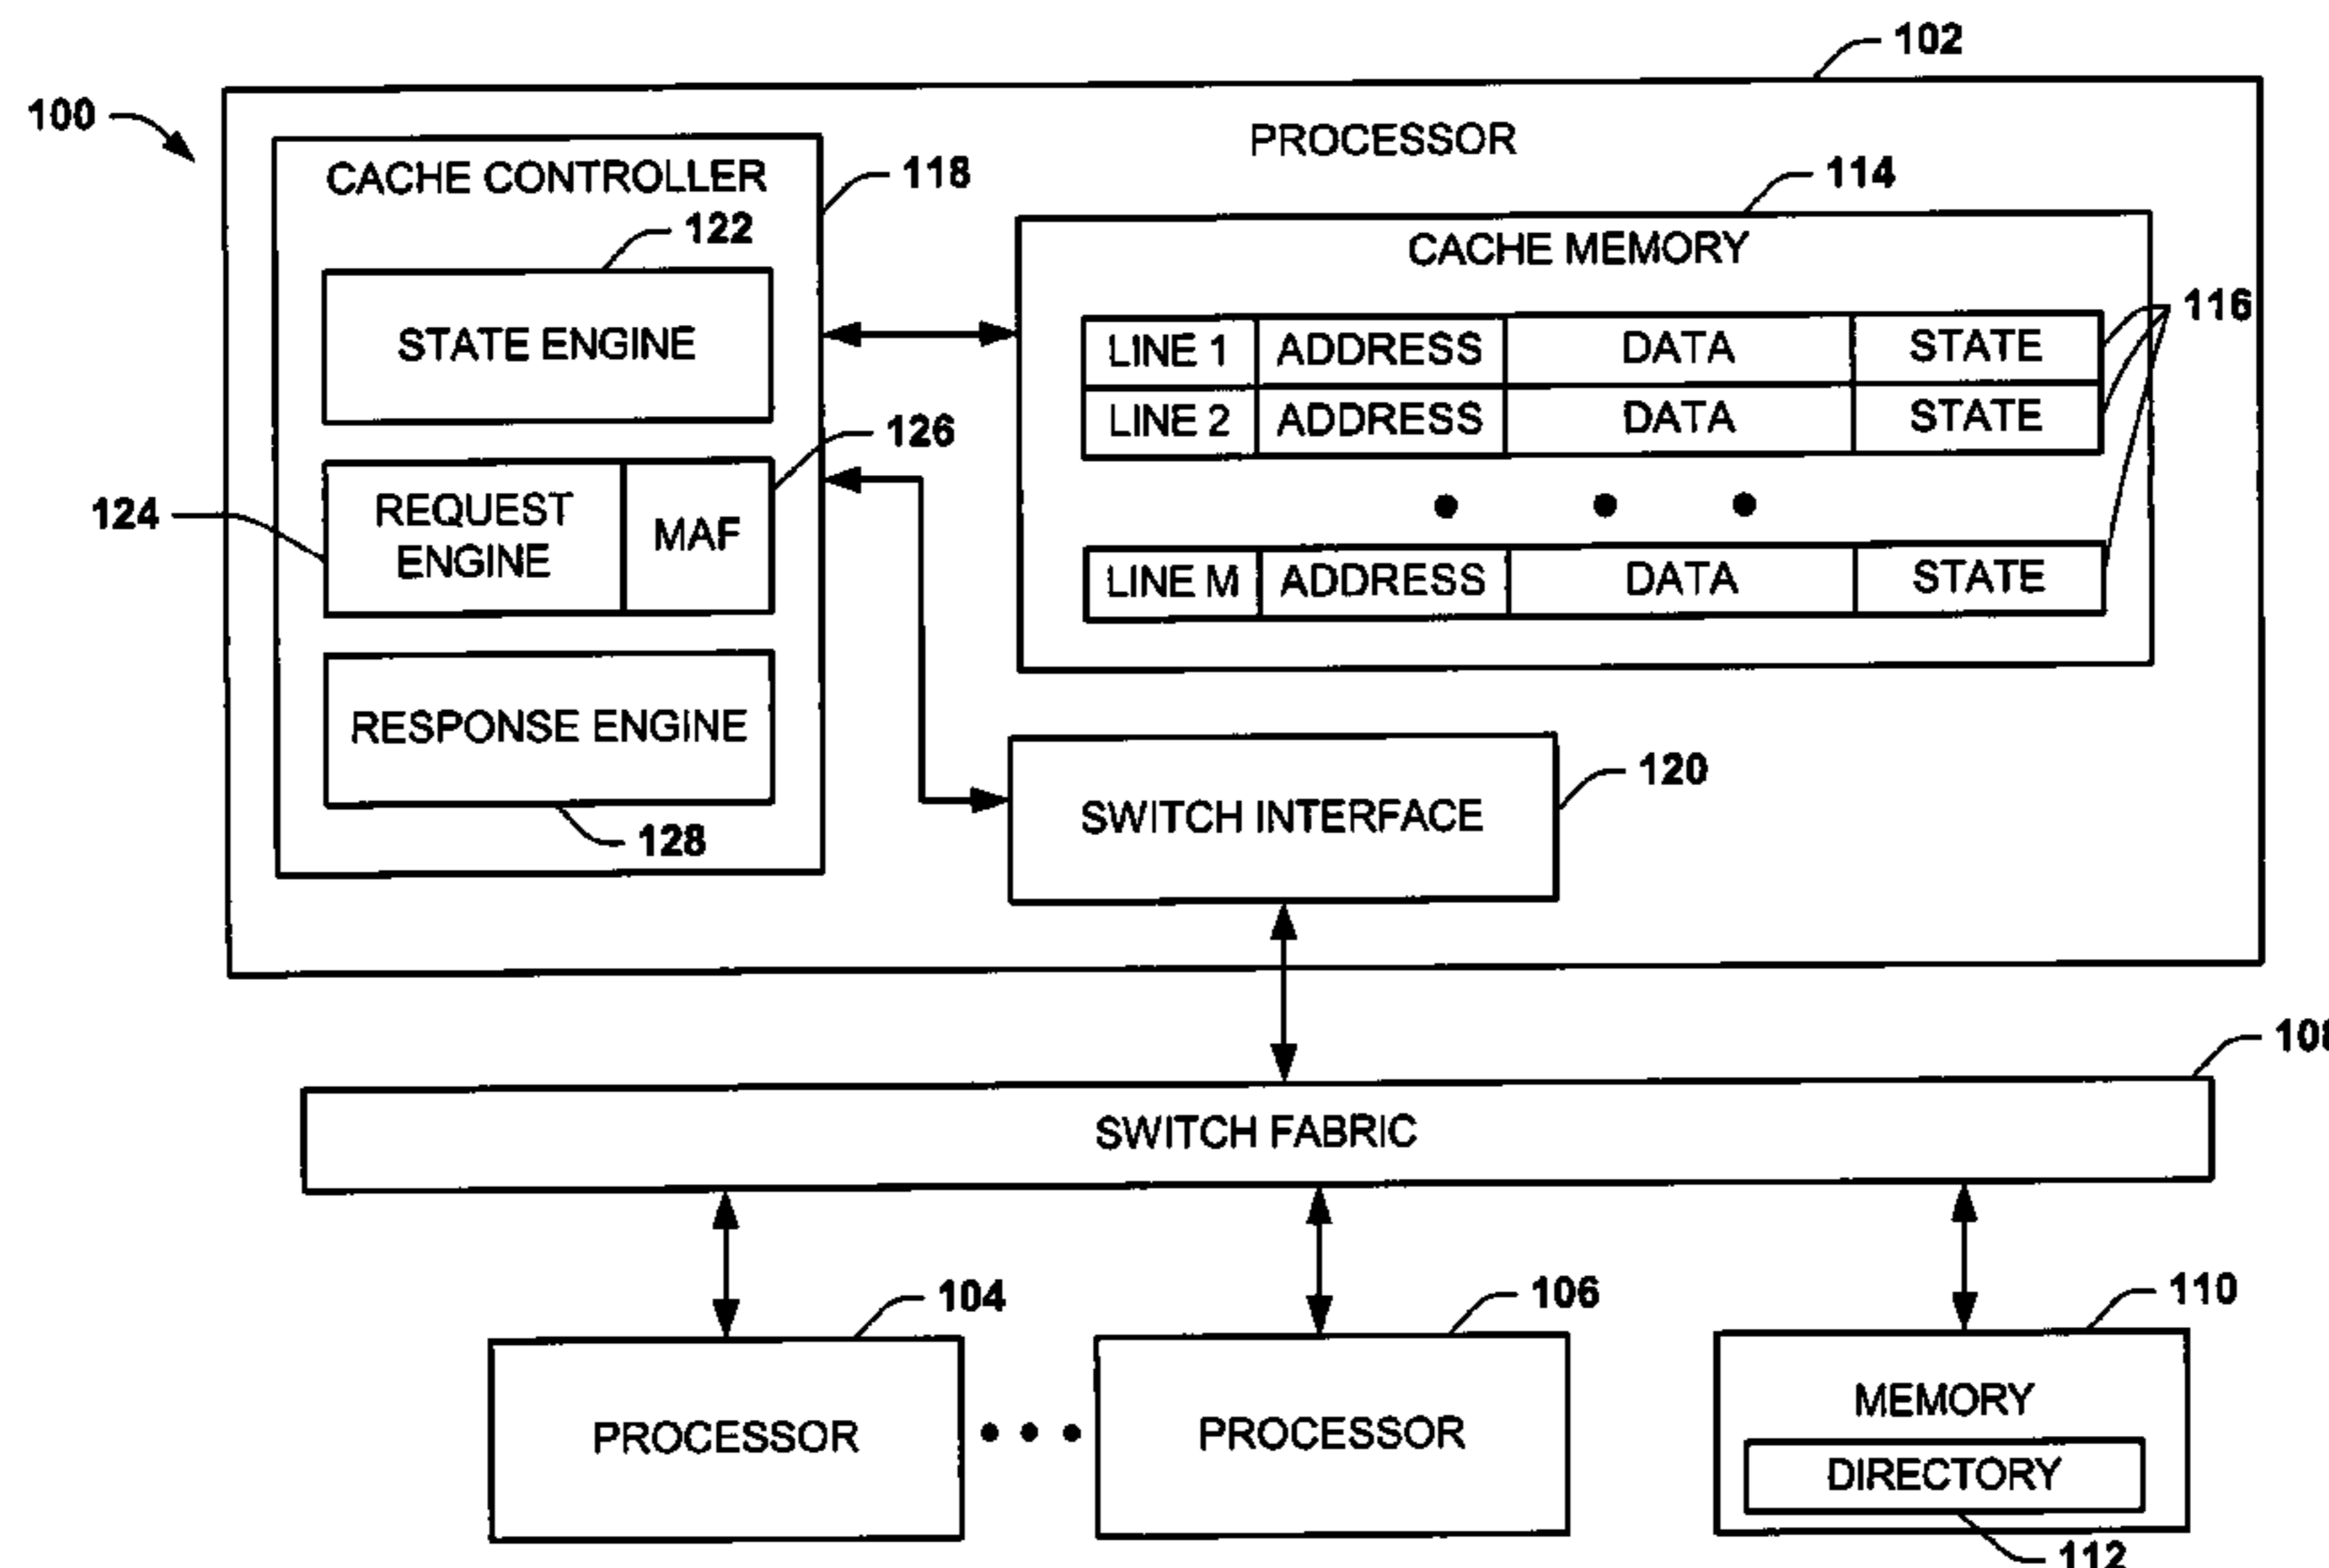 102
100
PROCESSOR
CACHE CONTROLLER
118
114
122
CACHE MEMORY
STATE ENGINE
116
LINE 1 ADDRESS DATA STATE
LINE 2 ADDRESS DATA STATE
126
124
REQUEST
ENGINE
MAF
LINE M ADDRESS DATA STATE
RESPONSE ENGINE
120
SWITCH INTERFACE
128
108
SWITCH FABRIC
104
106
110
PROCESSOR
PROCESSOR
MEMORY
DIRECTORY
112